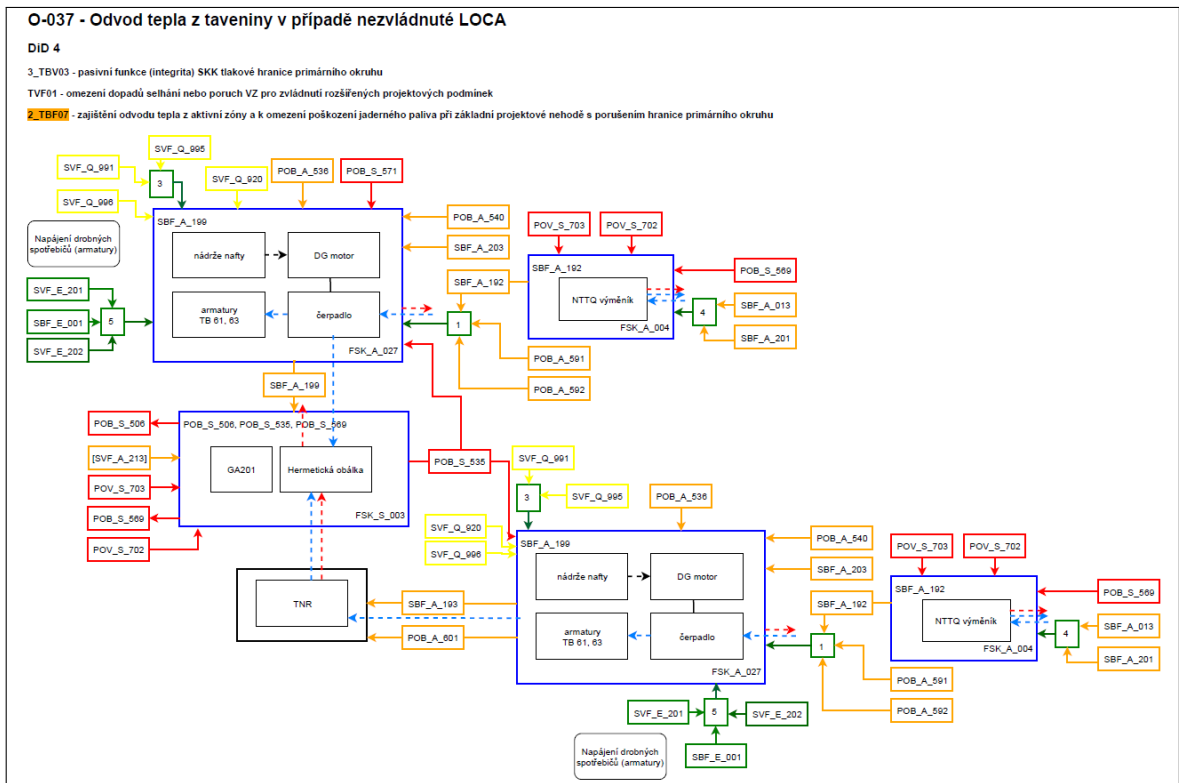 O-037 - Odvod tepla z taveniny v případě nezvládnuté LOCA
DiD 4
3_TBV03 - pasivní funkce (integrita) SKK tlakové hranice primárního okruhu
TVF01 - omezení dopadů selhání nebo poruch VZ pro zvládnutí rozšířených projektových podmínek
2_TBF07 - zajištění odvodu tepla z aktivní zóny a k omezení poškození jaderného paliva při základní projektové nehodě s porušením hranice primárního okruhu
SVF_Q_995
SVF_Q_991
3
SVF_Q_920
POB_A_536
POB_S_571
SVF_Q_996
SBF_A_199
Napájení drobných
spotřebičů (armatury)
nádrže nafty
DG motor
armatury
TB 61, 63
čerpadlo
FSK_A_027
POB_A_540
SBF_A_203
SBF_A_192
SVF_E_201
SBF_E_001
SVF_E_202
5
1
POB_A_591
POB_A_592
POV_S_703
POV_S_702
SBF_A_192
NTTQ výměník
FSK_A_004
POB_S_569
4
SBF_A_013
SBF_A_201
SBF_A_199
POB_S_506
[SVF_A_213]
POV_S_703
POB_S_569
POV_S_702
POB_S_506, POB_S_535, POB_S_569
GA201
Hermetická obálka
FSK_S_003
POB_S_535
SVF_Q_991
3
SVF_Q_995
POB_A_536
SVF_Q_920
SVF_Q_996
SBF_A_199
nádrže nafty
DG motor
armatury
TB 61, 63
čerpadlo
FSK_A_027
POB_A_540
SBF_A_203
SBF_A_192
TNR
SBF_A_193
POB_A_601
1
POB_A_591
POB_A_592
POV_S_703
POV_S_702
SBF_A_192
NTTQ výměník
FSK_A_004
POB_S_569
4
SBF_A_013
SBF_A_201
SVF_E_201
5
SVF_E_202
SBF_E_001
Napájení drobných
spotřebičů (armatury)